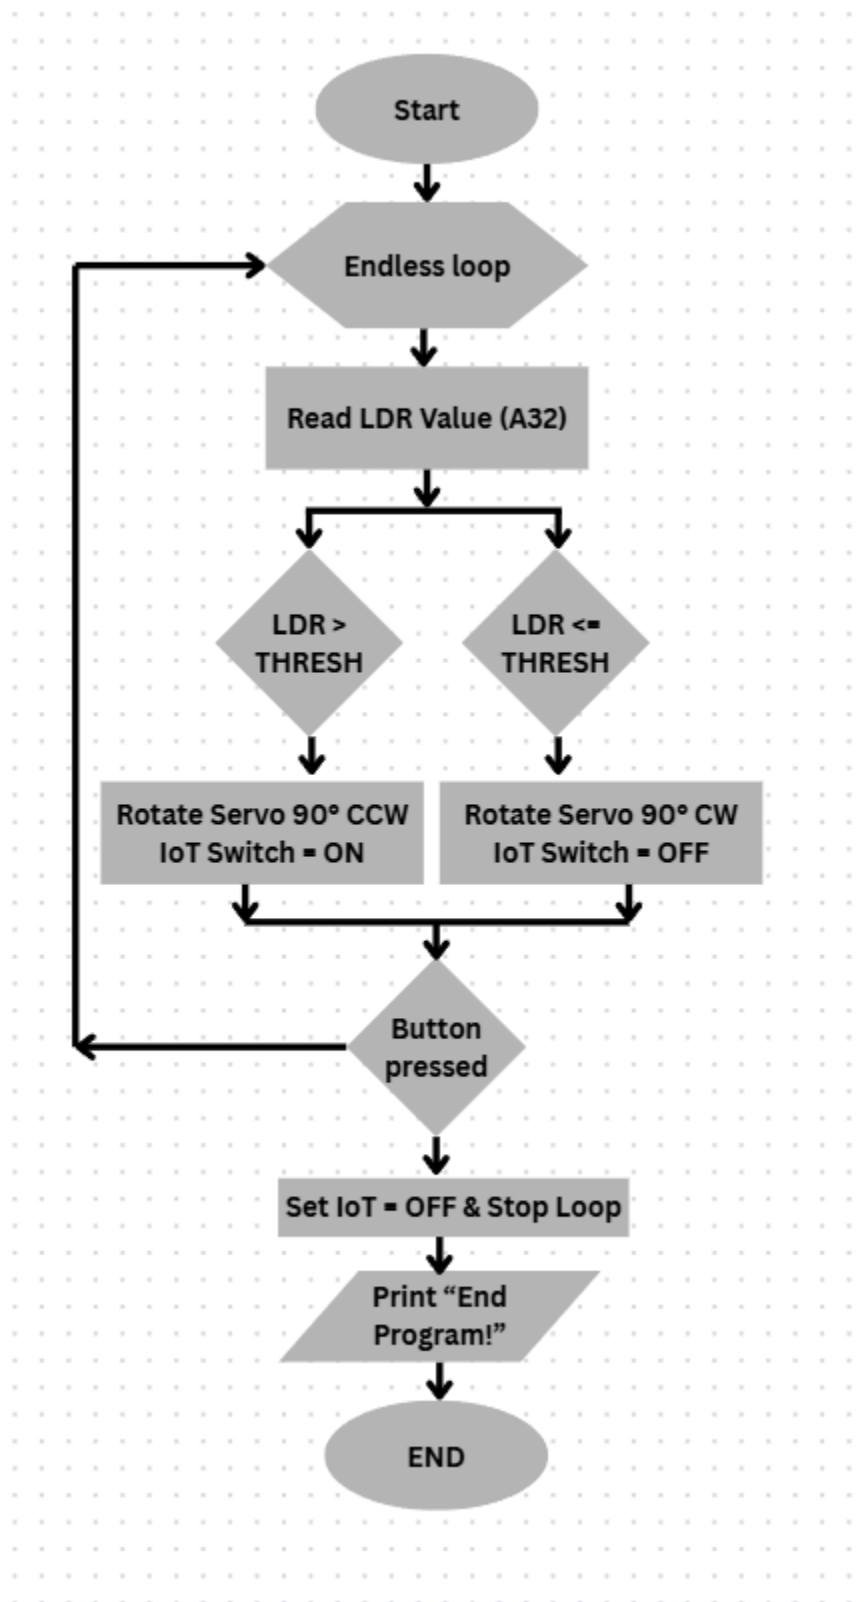 Start
Endless loop
Read LDR Value (A32)
LDR >
THRESH
LDR <=
THRESH
Rotate Servo 90° CCW
IoT Switch = ON
Rotate Servo 90° CW
IoT Switch = OFF
Button
pressed
Set IoT = OFF & Stop Loop
Print “End
Program!”
END